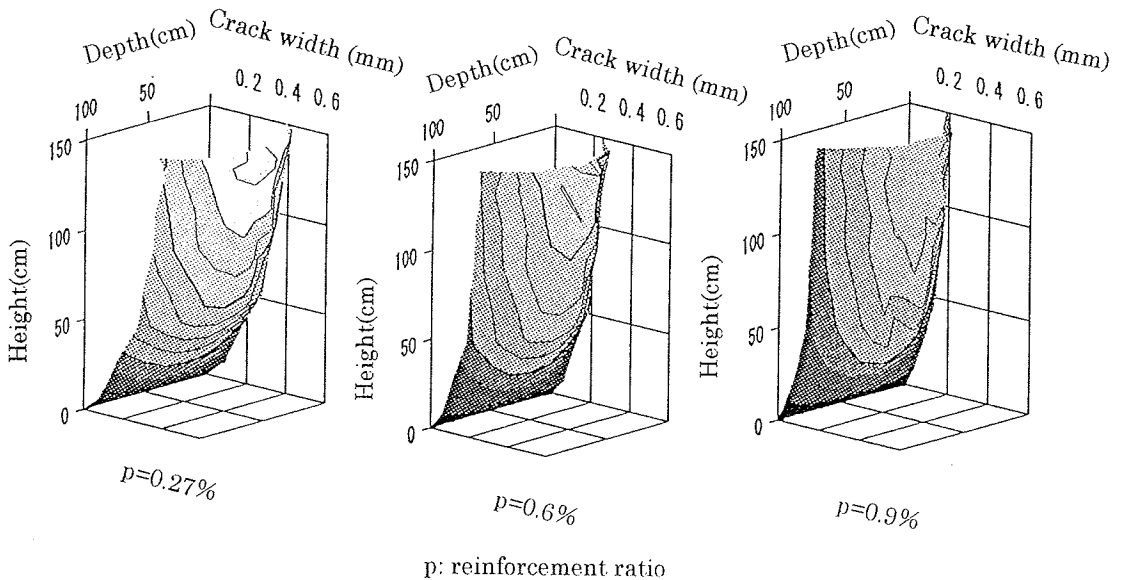 Depth(cm) Crack width (mm)
100 50 0.2 0.4 0.6
150
100
50
0
Height(cm)
p=0.27%
Depth(cm) Crack width (mm)
100 50 0.2 0.4 0.6
150
100
50
0
Height(cm)
p=0.6%
Depth(cm) Crack width (mm)
100 50 0.2 0.4 0.6
150
100
50
0
Height(cm)
p=0.9%
p: reinforcement ratio